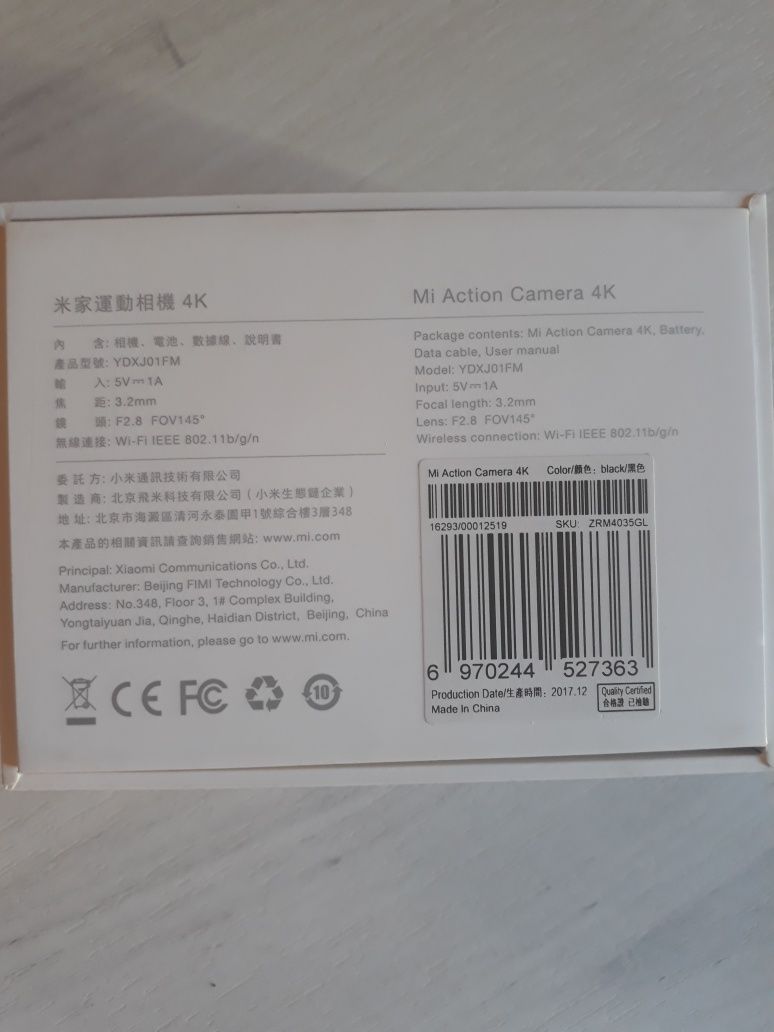 米家運動相機 4K
內 含: 相機、電池、數據線、說明書
產品型號: YDXJ01FM
輸 入: 5V⎓1A
焦 距: 3.2mm
鏡 頭: F2.8 FOV145°
無線連接: Wi-Fi IEEE 802.11b/g/n
委 託 方: 小米通訊技術有限公司
製 造 商: 北京飛米科技有限公司（小米生態鏈企業）
地 址: 北京市海澱區清河永泰園甲1號綜合樓3層348
本產品的相關資訊請查詢銷售網站: www.mi.com
Principal: Xiaomi Communications Co., Ltd.
Manufacturer: Beijing FIMI Technology Co., Ltd.
Address: No.348, Floor 3, 1# Complex Building,
Yongtaiyuan Jia, Qinghe, Haidian District, Beijing, China
For further information, please go to www.mi.com.
CE FC 10
Mi Action Camera 4K
Package contents: Mi Action Camera 4K, Battery,
Data cable, User manual
Model: YDXJ01FM
Input: 5V⎓1A
Focal length: 3.2mm
Lens: F2.8 FOV145°
Wireless connection: Wi-Fi IEEE 802.11b/g/n
Mi Action Camera 4K Color/顏色: black/黑色
16293/00012519 SKU: ZRM4035GL
6 970244 527363
Production Date/生產時間: 2017.12
Made In China
Quality Certified
合格證 已檢驗